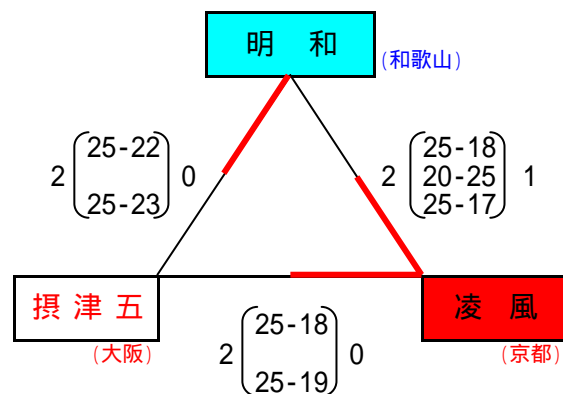 明 和
(和歌山)
2 25-22 0
25-23
2 25-18 1
20-25
25-17
摂 津 五
(大阪)
凌 風
(京都)
2 25-18 0
25-19